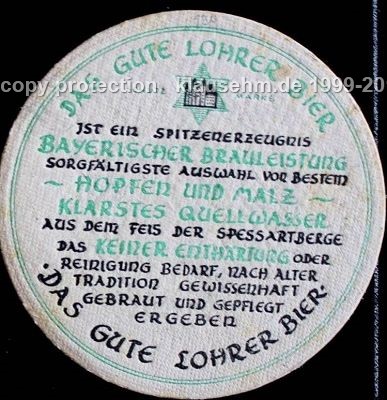 DAS GUTE LOHRER BIER
MARKE
copy protection, klausehm.de 1999-20
IST EIN SPITZENERZEUGNIS
BAYERISCHER BRAULEISTUNG
SORGFÄLTIGSTE AUSWAHL VON BESTEM
~ HOPFEN UND MALZ ~
KLARSTES QUELLWASSER
AUS DEM FELS DER SPESSARTBERGE
DAS KEINER ENTHÄRTUNG ODER
REINIGUNG BEDARF, NACH ALTER
TRADITION GEWISSENHAFT
GEBRAUT UND GEPFLEGT
ERGEBEN
·DAS GUTE LOHRER BIER·